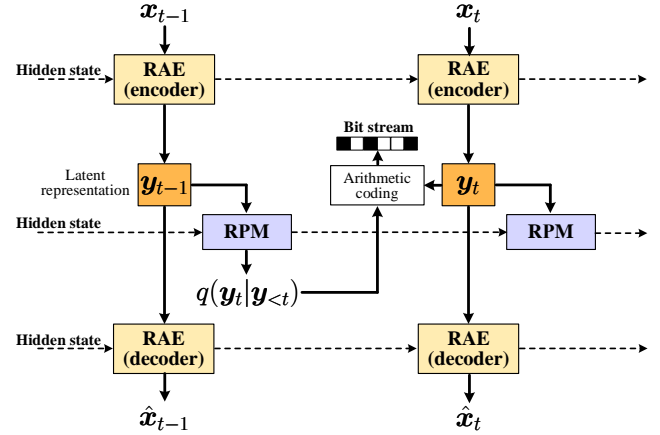 x_{t−1}
x_t
Hidden state
RAE
(encoder)
RAE
(encoder)
Bit stream
Latent
representation
y_{t−1}
Arithmetic
coding
y_t
Hidden state
RPM
RPM
q(y_t|y_{<t})
Hidden state
RAE
(decoder)
RAE
(decoder)
x̂_{t−1}
x̂_t